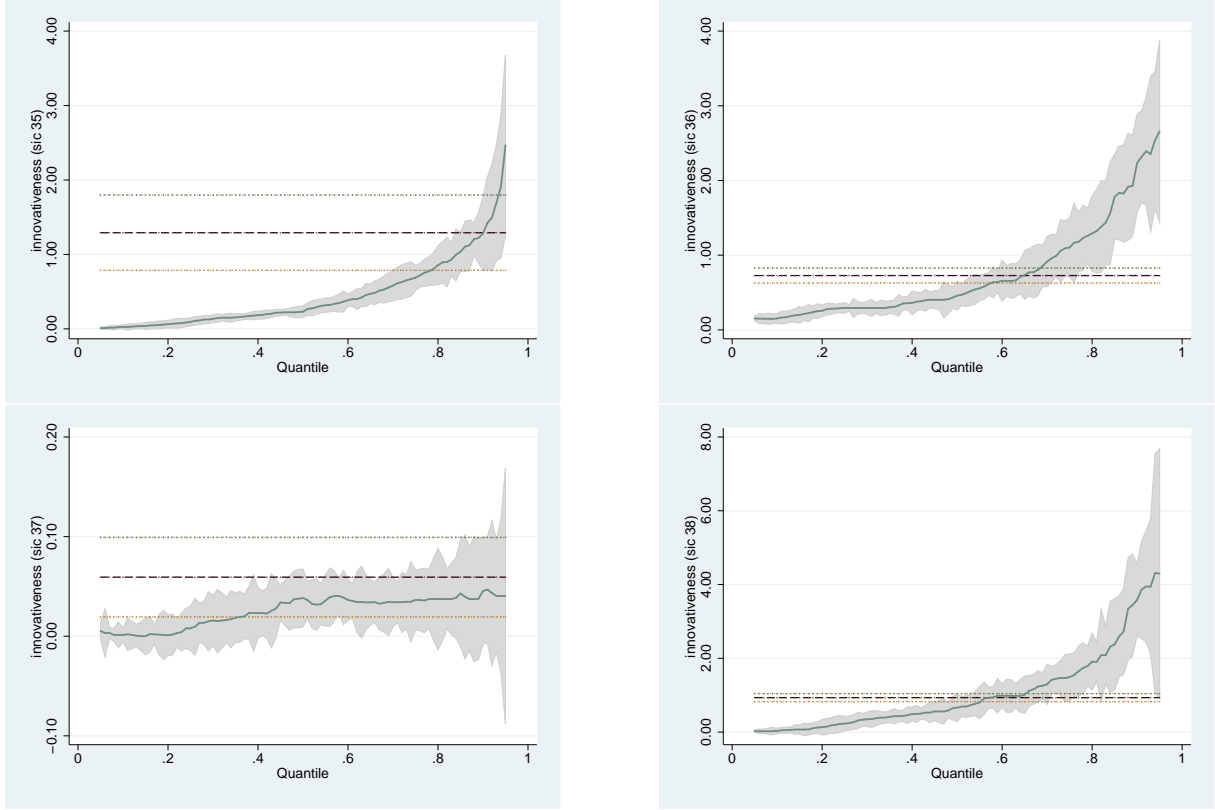 4.00
3.00
2.00
1.00
0.00
innovativeness (sic 35)
0 .2 .4 .6 .8 1
Quantile
4.00
3.00
2.00
1.00
0.00
innovativeness (sic 36)
0 .2 .4 .6 .8 1
Quantile
0.20
0.10
0.00
−0.10
innovativeness (sic 37)
0 .2 .4 .6 .8 1
Quantile
8.00
6.00
4.00
2.00
0.00
innovativeness (sic 38)
0 .2 .4 .6 .8 1
Quantile